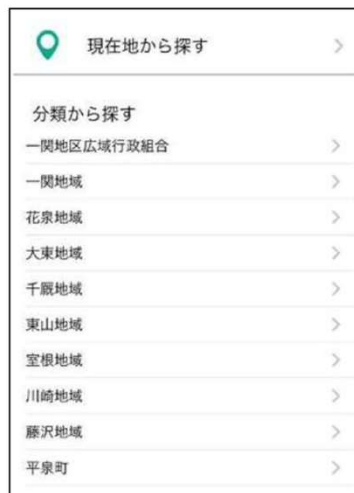 現在地から探す
分類から探す
一関地区広域行政組合
一関地域
花泉地域
大東地域
千厩地域
東山地域
室根地域
川崎地域
藤沢地域
平泉町